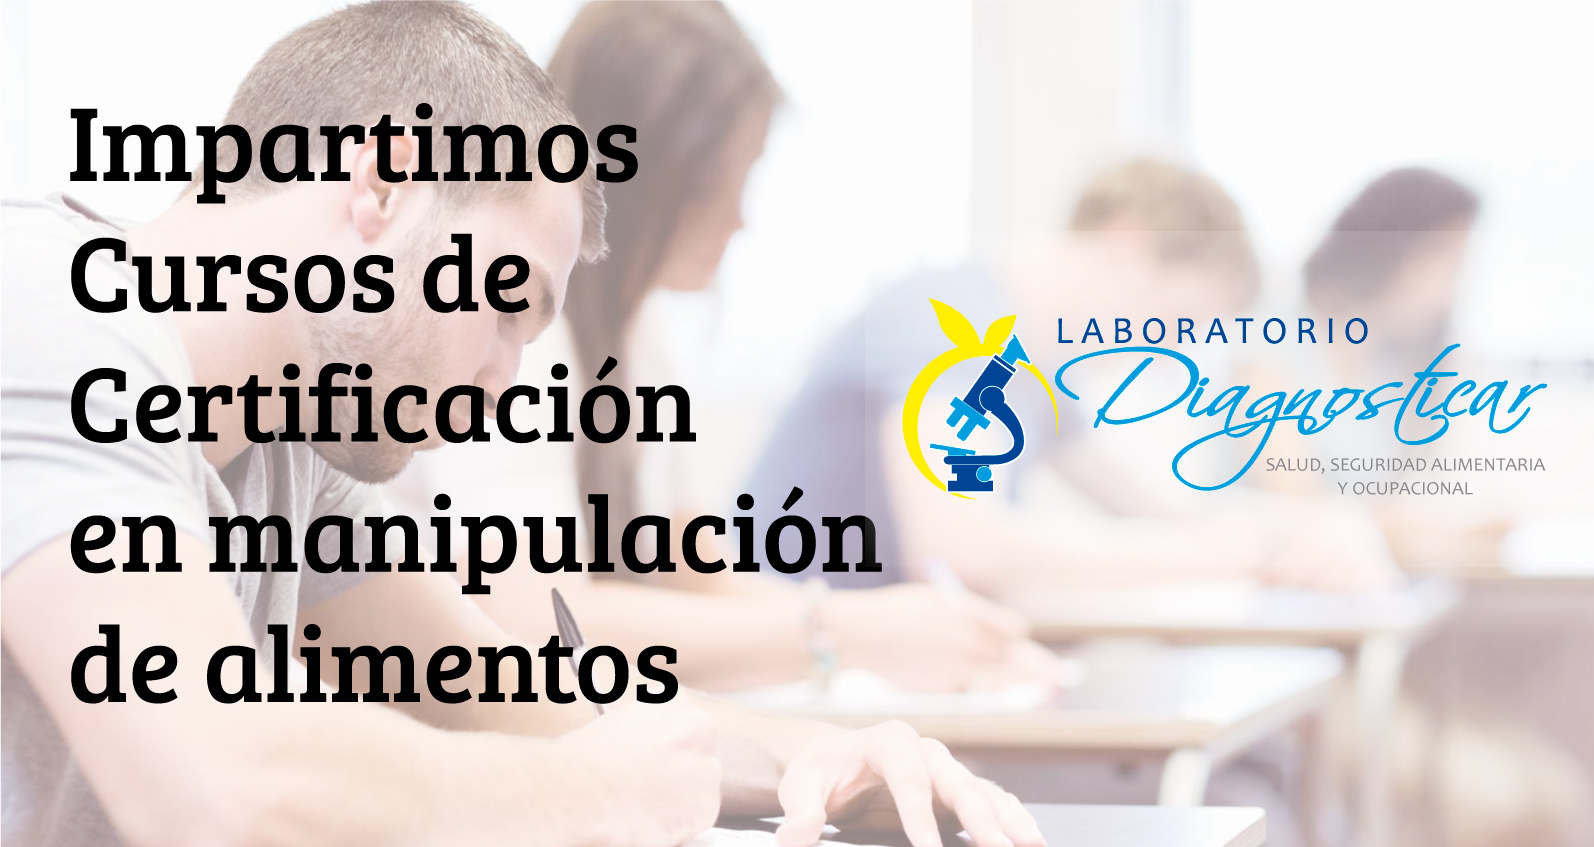 Impartimos
Cursos de
Certificación
en manipulación
de alimentos
LABORATORIO
Diagnosticar
SALUD, SEGURIDAD ALIMENTARIA
Y OCUPACIONAL